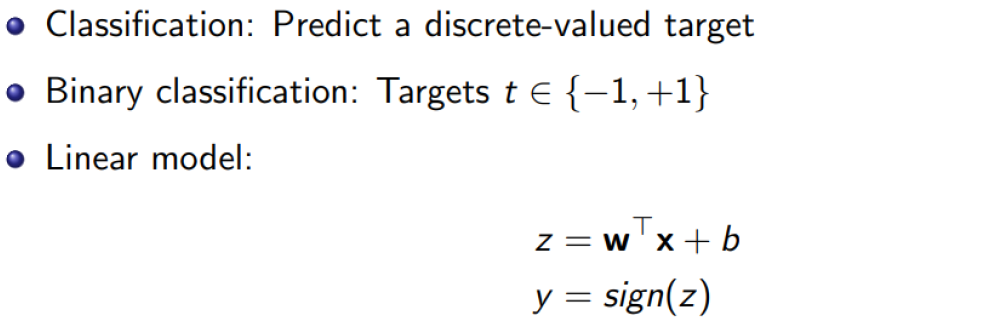 • Classification: Predict a discrete-valued target
• Binary classification: Targets t ∈ {−1, +1}
• Linear model:
z = w⊤x + b
y = sign(z)